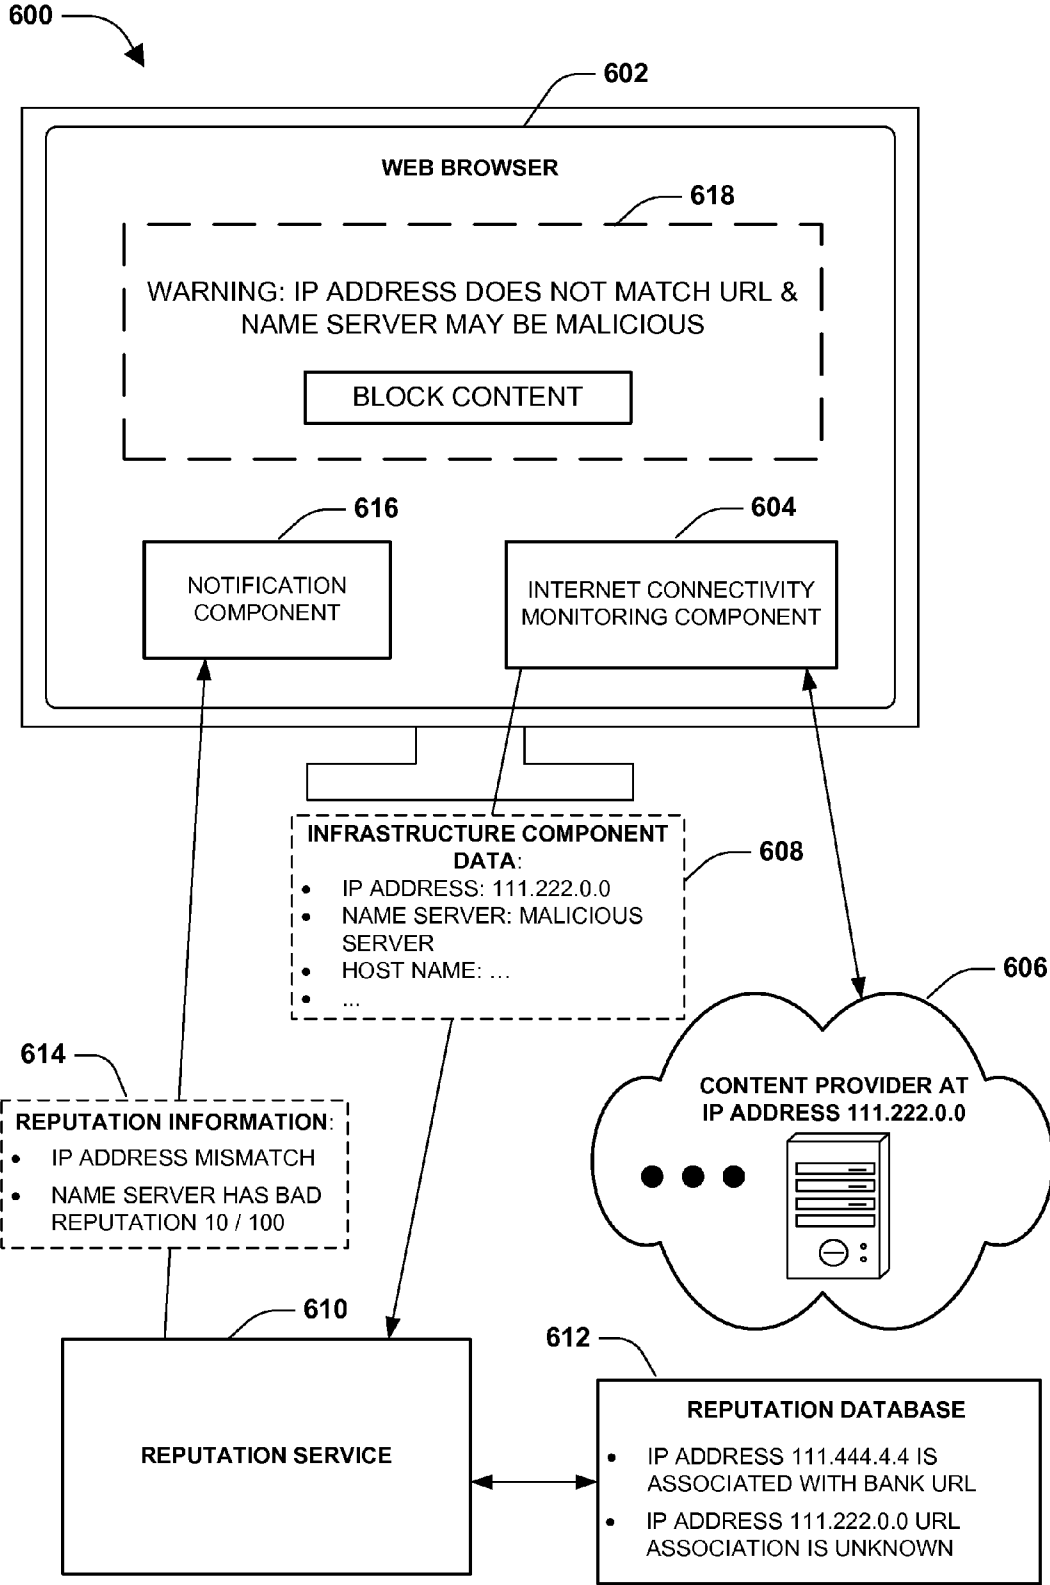 600
602
WEB BROWSER
618
WARNING: IP ADDRESS DOES NOT MATCH URL &
NAME SERVER MAY BE MALICIOUS
BLOCK CONTENT
616
604
NOTIFICATION
COMPONENT
INTERNET CONNECTIVITY
MONITORING COMPONENT
INFRASTRUCTURE COMPONENT
DATA:
• IP ADDRESS: 111.222.0.0
• NAME SERVER: MALICIOUS
SERVER
• HOST NAME: ...
• ...
608
606
CONTENT PROVIDER AT
IP ADDRESS 111.222.0.0
614
REPUTATION INFORMATION:
• IP ADDRESS MISMATCH
• NAME SERVER HAS BAD
REPUTATION 10 / 100
610
REPUTATION SERVICE
612
REPUTATION DATABASE
• IP ADDRESS 111.444.4.4 IS
ASSOCIATED WITH BANK URL
• IP ADDRESS 111.222.0.0 URL
ASSOCIATION IS UNKNOWN